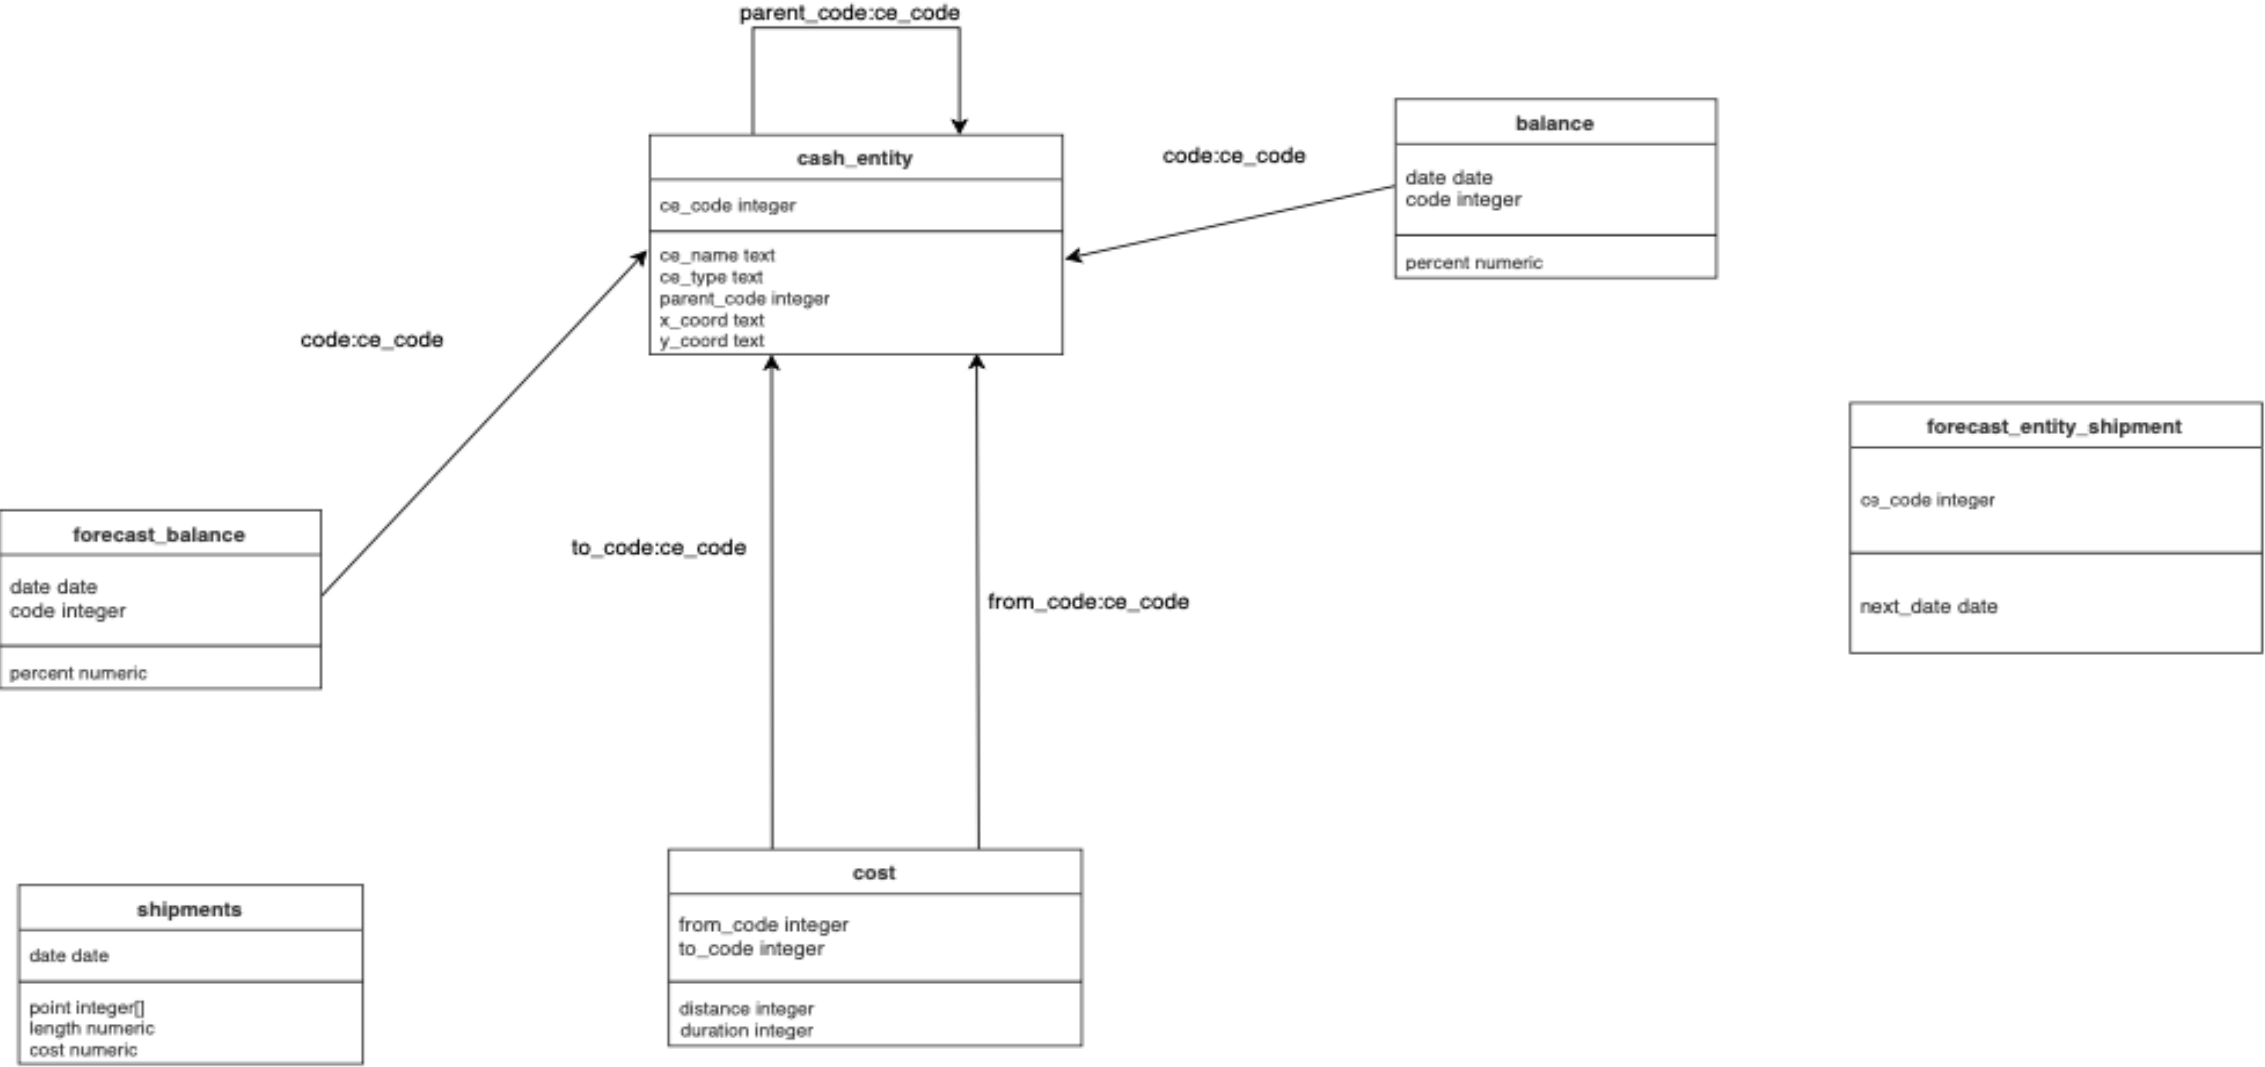 parent_code:ce_code
cash_entity
ce_code integer
ce_name text
ce_type text
parent_code integer
x_coord text
y_coord text
code:ce_code
balance
date date
code integer
percent numeric
code:ce_code
forecast_entity_shipment
ce_code integer
next_date date
forecast_balance
date date
code integer
percent numeric
to_code:ce_code
from_code:ce_code
shipments
date date
point integer[]
length numeric
cost numeric
cost
from_code integer
to_code integer
distance integer
duration integer